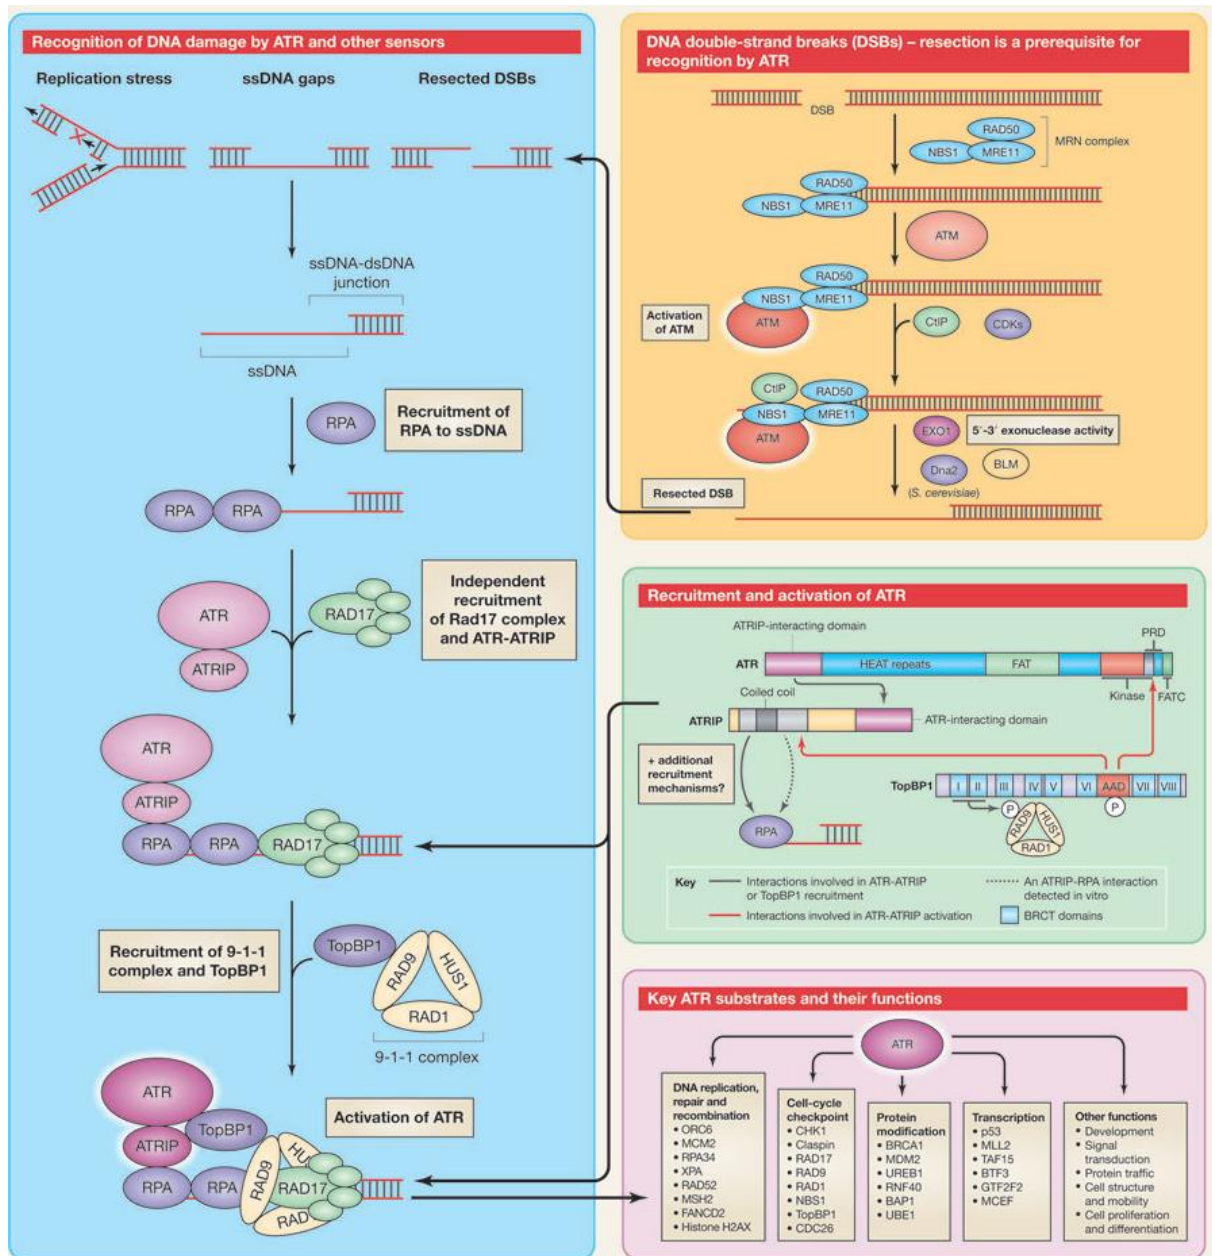 Recognition of DNA damage by ATR and other sensors
Replication stress
ssDNA gaps
Resected DSBs
ssDNA-dsDNA
junction
ssDNA
RPA
Recruitment of
RPA to ssDNA
RPA
RPA
ATR
ATRIP
RAD17
Independent
recruitment
of Rad17 complex
and ATR-ATRIP
ATR
ATRIP
RPA
RPA
RAD17
Recruitment of 9-1-1
complex and TopBP1
TopBP1
RAD9
HUS1
RAD1
9-1-1 complex
ATR
ATRIP
TopBP1
RPA
RPA
RAD9
HUS
RAD17
RAD
Activation of ATR
DNA double-strand breaks (DSBs) – resection is a prerequisite for
recognition by ATR
DSB
RAD50
NBS1
MRE11
MRN complex
RAD50
NBS1
MRE11
ATM
RAD50
NBS1
MRE11
Activation
of ATM
ATM
CtIP
CDKs
CtIP
RAD50
NBS1
MRE11
ATM
EXO1
5'-3' exonuclease activity
Dna2
BLM
(S. cerevisiae)
Resected DSB
Recruitment and activation of ATR
ATRIP-interacting domain
PRD
ATR
HEAT repeats
FAT
Kinase
FATC
Coiled coil
ATRIP
ATR-interacting domain
+ additional
recruitment
mechanisms?
TopBP1
I
II
III
IV
V
VI
AAD
VII
VIII
P
P
RAD9
HUS1
RAD1
RPA
Key
Interactions involved in ATR-ATRIP
or TopBP1 recruitment
An ATRIP-RPA interaction
detected in vitro
Interactions involved in ATR-ATRIP activation
BRCT domains
Key ATR substrates and their functions
ATR
DNA replication,
repair and
recombination
• ORC6
• MCM2
• RPA34
• XPA
• RAD52
• MSH2
• FANCD2
• Histone H2AX
Cell-cycle
checkpoint
• CHK1
• Claspin
• RAD17
• RAD9
• RAD1
• NBS1
• TopBP1
• CDC26
Protein
modification
• BRCA1
• MDM2
• UREB1
• RNF40
• BAP1
• UBE1
Transcription
• p53
• MLL2
• TAF15
• BTF3
• GTF2F2
• MCEF
Other functions
• Development
• Signal
transduction
• Protein traffic
• Cell structure
and mobility
• Cell proliferation
and differentiation